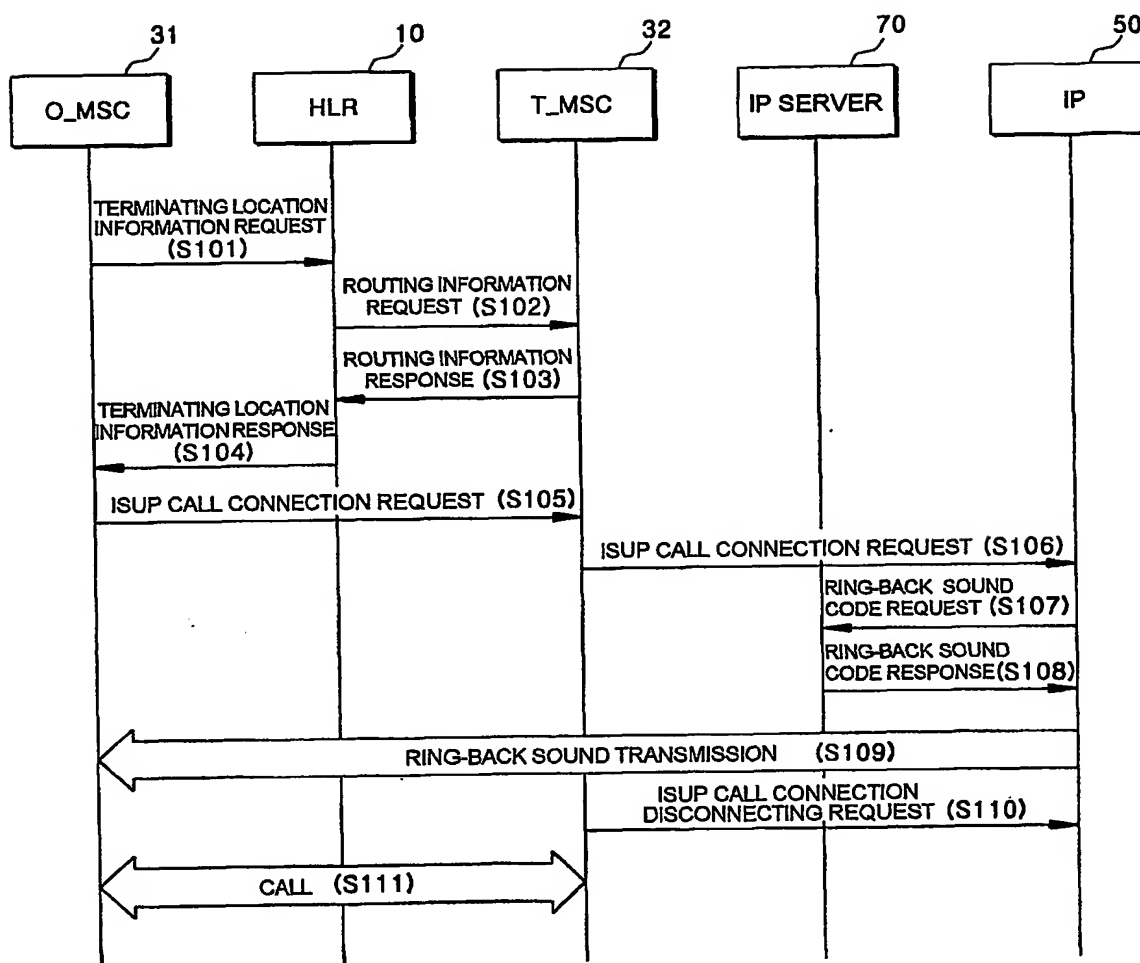 31
10
32
70
50
O_MSC
HLR
T_MSC
IP SERVER
IP
TERMINATING LOCATION
INFORMATION REQUEST
(S101)
ROUTING INFORMATION
REQUEST (S102)
ROUTING INFORMATION
RESPONSE (S103)
TERMINATING LOCATION
INFORMATION RESPONSE
(S104)
ISUP CALL CONNECTION REQUEST (S105)
ISUP CALL CONNECTION REQUEST (S106)
RING-BACK SOUND
CODE REQUEST (S107)
RING-BACK SOUND
CODE RESPONSE(S108)
RING-BACK SOUND TRANSMISSION (S109)
ISUP CALL CONNECTION
DISCONNECTING REQUEST (S110)
CALL (S111)